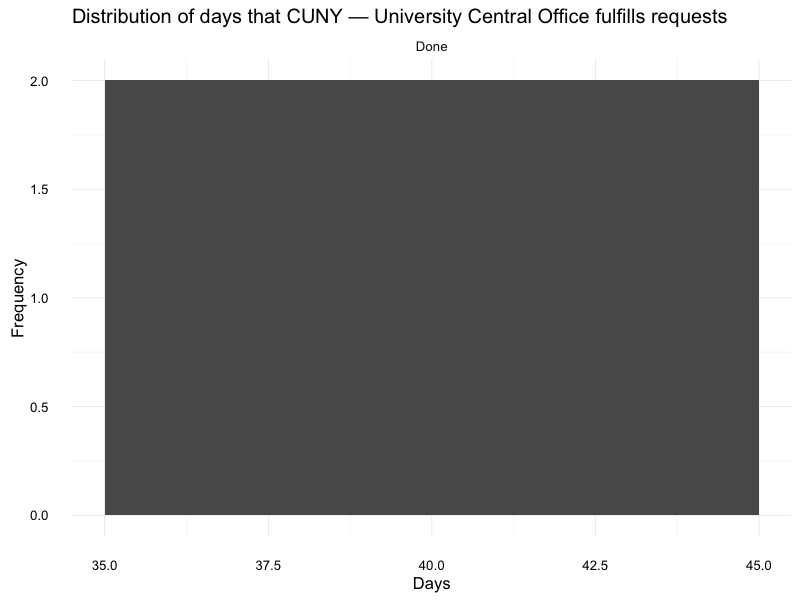 Distribution of days that CUNY — University Central Office fulfills requests
Done
2.0
1.5
1.0
0.5
0.0
Frequency
35.0 37.5 40.0 42.5 45.0
Days